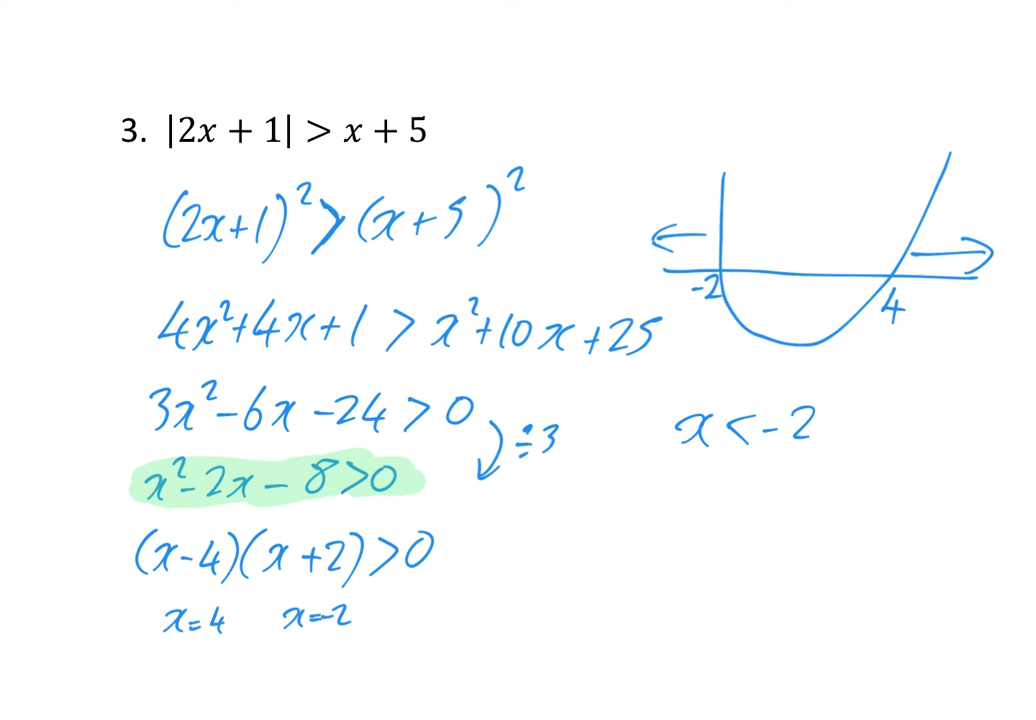 3. |2x + 1| > x + 5
(2x+1)² > (x+5)²
4x²+4x+1 > x²+10x+25
3x²-6x-24>0
÷3
x²-2x-8>0
(x-4)(x+2)>0
x=4 x=-2
-2 4
x<-2